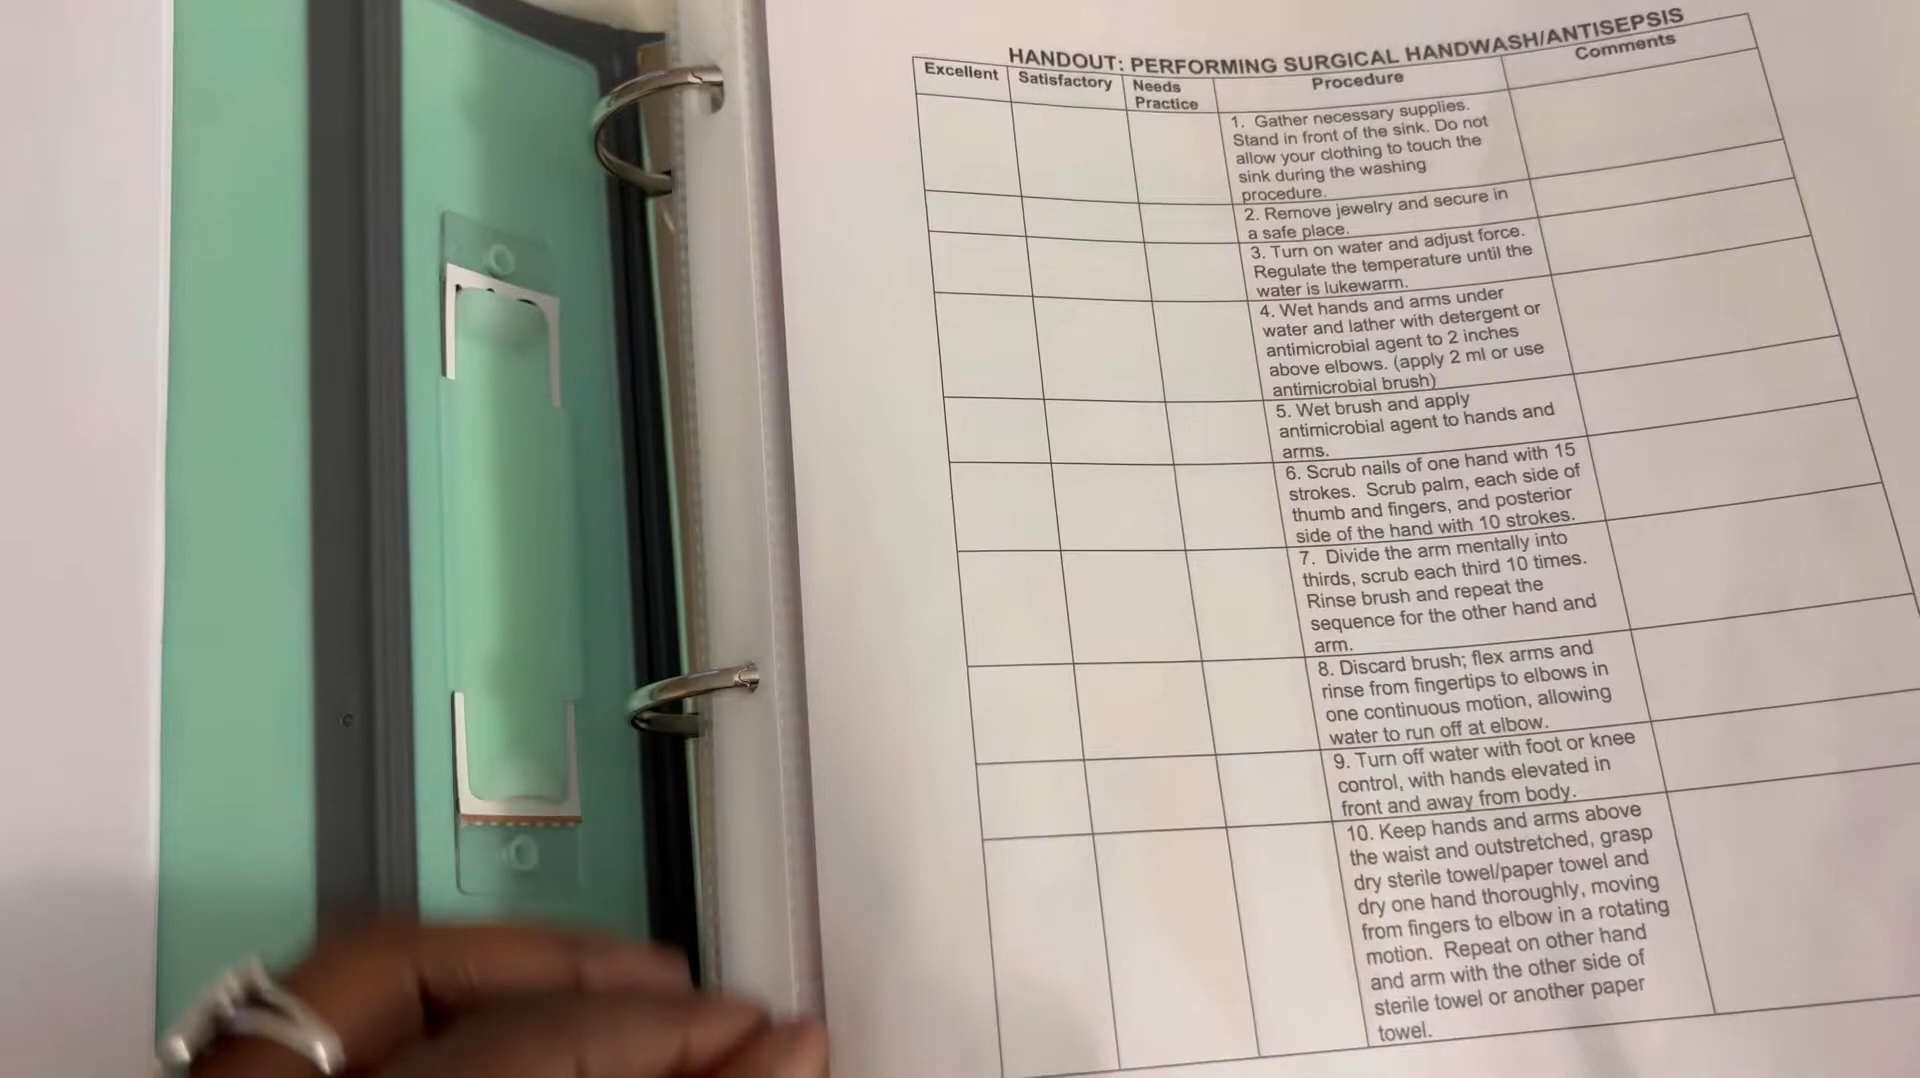 HANDOUT: PERFORMING SURGICAL HANDWASH/ANTISEPSIS
Excellent Satisfactory Needs Practice Procedure Comments
1. Gather necessary supplies.
Stand in front of the sink. Do not
allow your clothing to touch the
sink during the washing
procedure.
2. Remove jewelry and secure in
a safe place.
3. Turn on water and adjust force.
Regulate the temperature until the
water is lukewarm.
4. Wet hands and arms under
water and lather with detergent or
antimicrobial agent to 2 inches
above elbows. (apply 2 ml or use
antimicrobial brush)
5. Wet brush and apply
antimicrobial agent to hands and
arms.
6. Scrub nails of one hand with 15
strokes. Scrub palm, each side of
thumb and fingers, and posterior
side of the hand with 10 strokes.
7. Divide the arm mentally into
thirds, scrub each third 10 times.
Rinse brush and repeat the
sequence for the other hand and
arm.
8. Discard brush; flex arms and
rinse from fingertips to elbows in
one continuous motion, allowing
water to run off at elbow.
9. Turn off water with foot or knee
control, with hands elevated in
front and away from body.
10. Keep hands and arms above
the waist and outstretched, grasp
dry sterile towel/paper towel and
dry one hand thoroughly, moving
from fingers to elbow in a rotating
motion. Repeat on other hand
and arm with the other side of
sterile towel or another paper
towel.